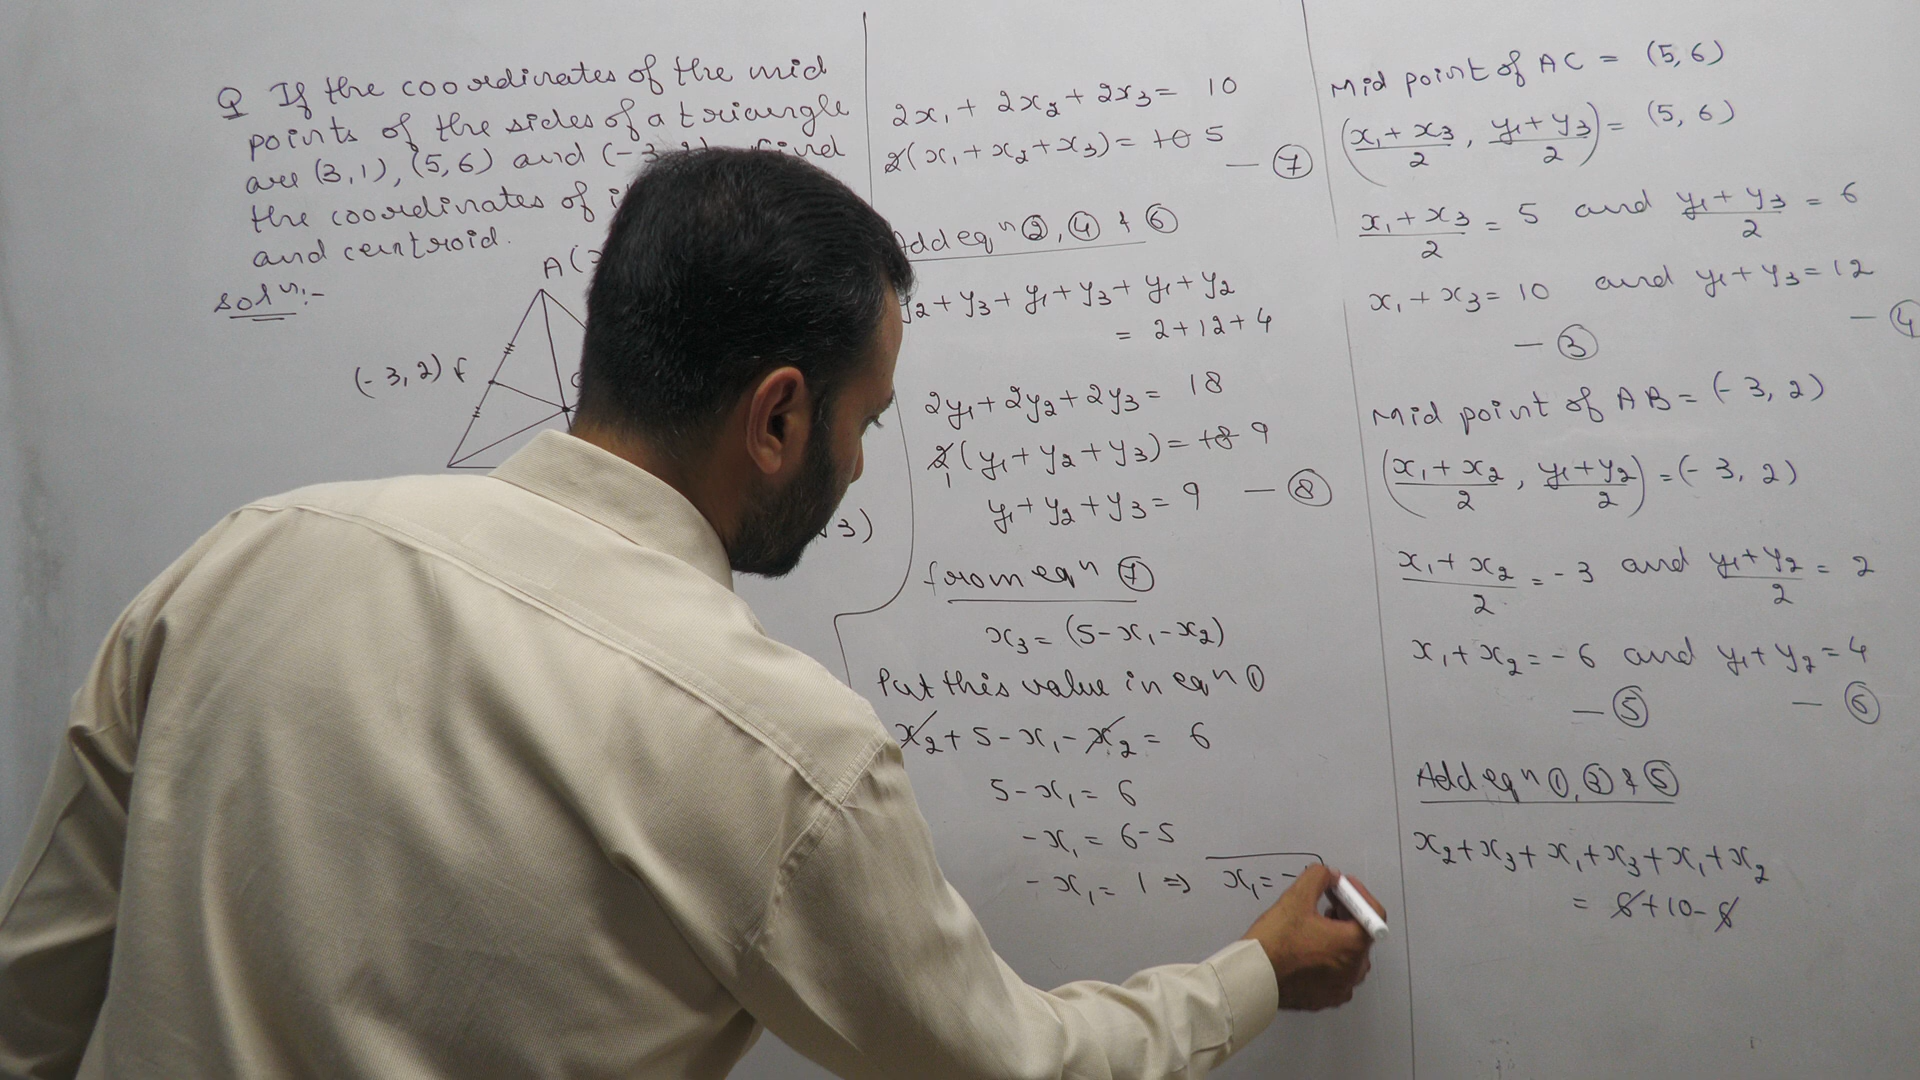 Q If the coordinates of the mid
points of the sides of a triangle
are (3,1), (5,6) and (-3, find
the coordinates of
and centroid.
Soln:-
A(
(-3,2) F
3)
2x₁ + 2x₂ + 2x₃ = 10
2(x₁ + x₂ + x₃) = 10 5
— ⑦
Add eqn ②, ④ & ⑥
y₂ + y₃ + y₁ + y₃ + y₁ + y₂
= 2+12+4
2y₁ + 2y₂ + 2y₃ = 18
2(y₁ + y₂ + y₃) = 18 9
1
y₁ + y₂ + y₃ = 9 — ⑧
from eqn ⑦
x₃ = (5-x₁-x₂)
Put this value in eqn ①
x₂ + 5 - x₁ - x₂ = 6
5 - x₁ = 6
- x₁ = 6-5
- x₁ = 1 ⇒ x₁ = -
Mid point of AC = (5,6)
(x₁ + x₃/2, y₁ + y₃/2) = (5,6)
x₁ + x₃/2 = 5 and y₁ + y₃/2 = 6
x₁ + x₃ = 10 and y₁ + y₃ = 12
— ③ — ④
Mid point of AB = (-3, 2)
(x₁ + x₂/2, y₁ + y₂/2) = (-3, 2)
x₁ + x₂/2 = -3 and y₁ + y₂/2 = 2
x₁ + x₂ = -6 and y₁ + y₂ = 4
— ⑤ — ⑥
Add eqn ①, ③ & ⑤
x₂ + x₃ + x₁ + x₃ + x₁ + x₂
= 6+10-6